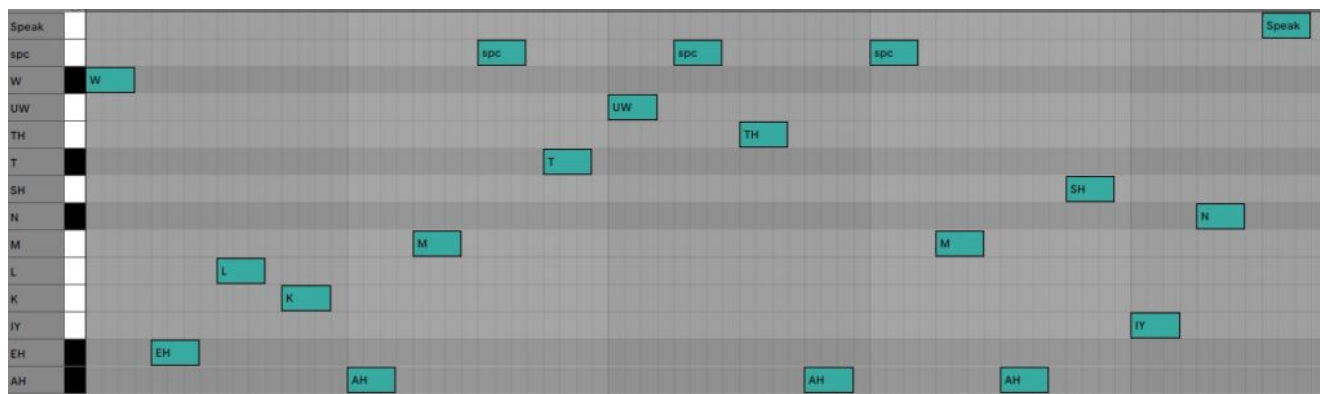 Speak Speak
spc spc spc spc
W W
UW UW
TH TH
T T
SH SH
N N
M M M
L L
K K
IY IY
EH EH
AH AH AH AH